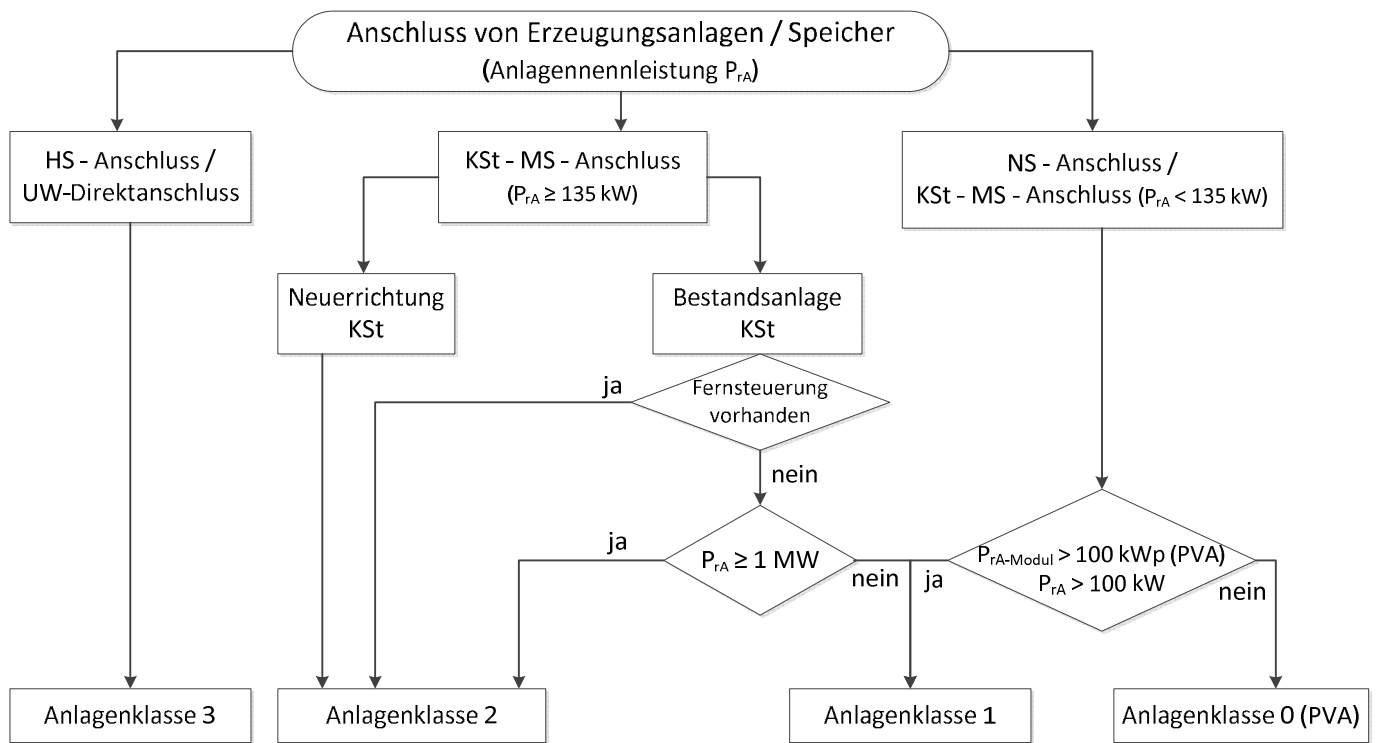 Anschluss von Erzeugungsanlagen / Speicher
(Anlagennennleistung PrA)
HS - Anschluss /
UW-Direktanschluss
KSt - MS - Anschluss
(PrA ≥ 135 kW)
NS - Anschluss /
KSt - MS - Anschluss (PrA < 135 kW)
Neuerrichtung
KSt
Bestandsanlage
KSt
ja
Fernsteuerung
vorhanden
nein
ja
PrA ≥ 1 MW
nein
ja
PrA-Modul > 100 kWp (PVA)
PrA > 100 kW
nein
Anlagenklasse 3
Anlagenklasse 2
Anlagenklasse 1
Anlagenklasse 0 (PVA)